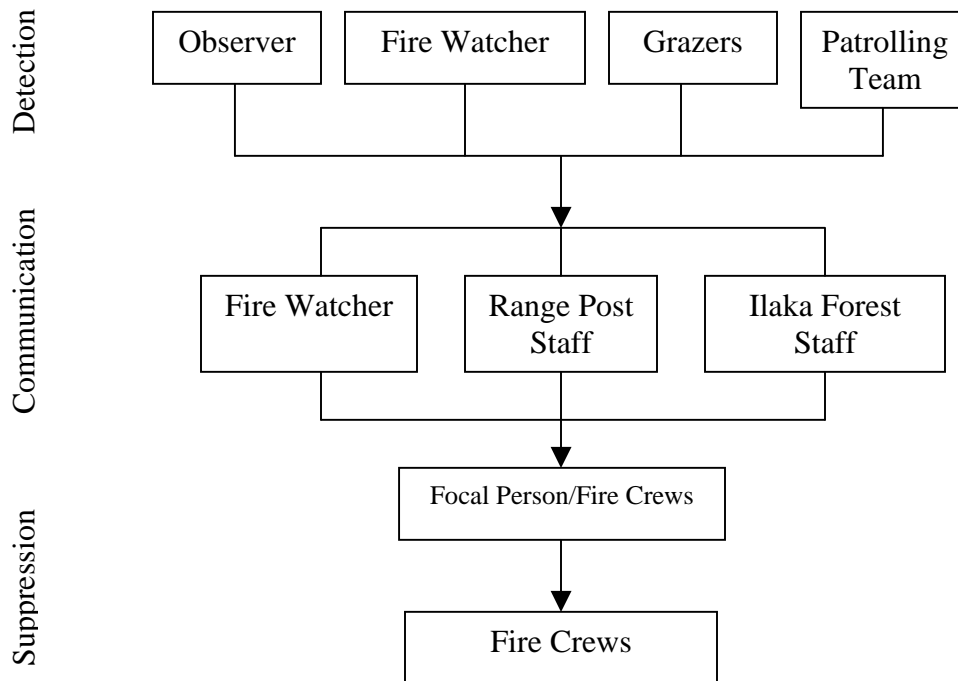 Detection
Observer
Fire Watcher
Grazers
Patrolling
Team
Communication
Fire Watcher
Range Post
Staff
Ilaka Forest
Staff
Suppression
Focal Person/Fire Crews
Fire Crews